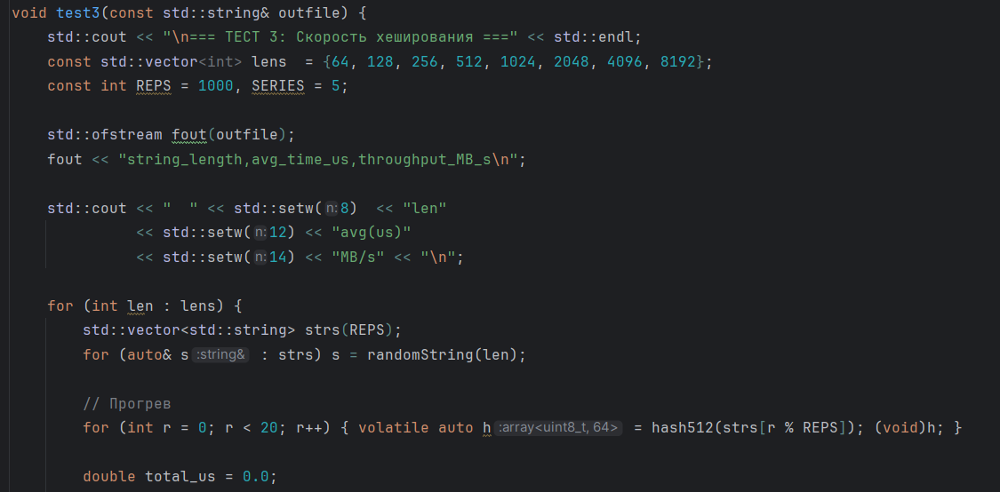 void test3(const std::string& outfile) {
std::cout << "\n=== ТЕСТ 3: Скорость хеширования ===" << std::endl;
const std::vector<int> lens  = {64, 128, 256, 512, 1024, 2048, 4096, 8192};
const int REPS = 1000, SERIES = 5;
std::ofstream fout(outfile);
fout << "string_length,avg_time_us,throughput_MB_s\n";
std::cout << "  " << std::setw(n:8)  << "len"
<< std::setw(n:12) << "avg(us)"
<< std::setw(n:14) << "MB/s" << "\n";
for (int len : lens) {
std::vector<std::string> strs(REPS);
for (auto& s :string& : strs) s = randomString(len);
// Прогрев
for (int r = 0; r < 20; r++) { volatile auto h :array<uint8_t, 64> = hash512(strs[r % REPS]); (void)h; }
double total_us = 0.0;